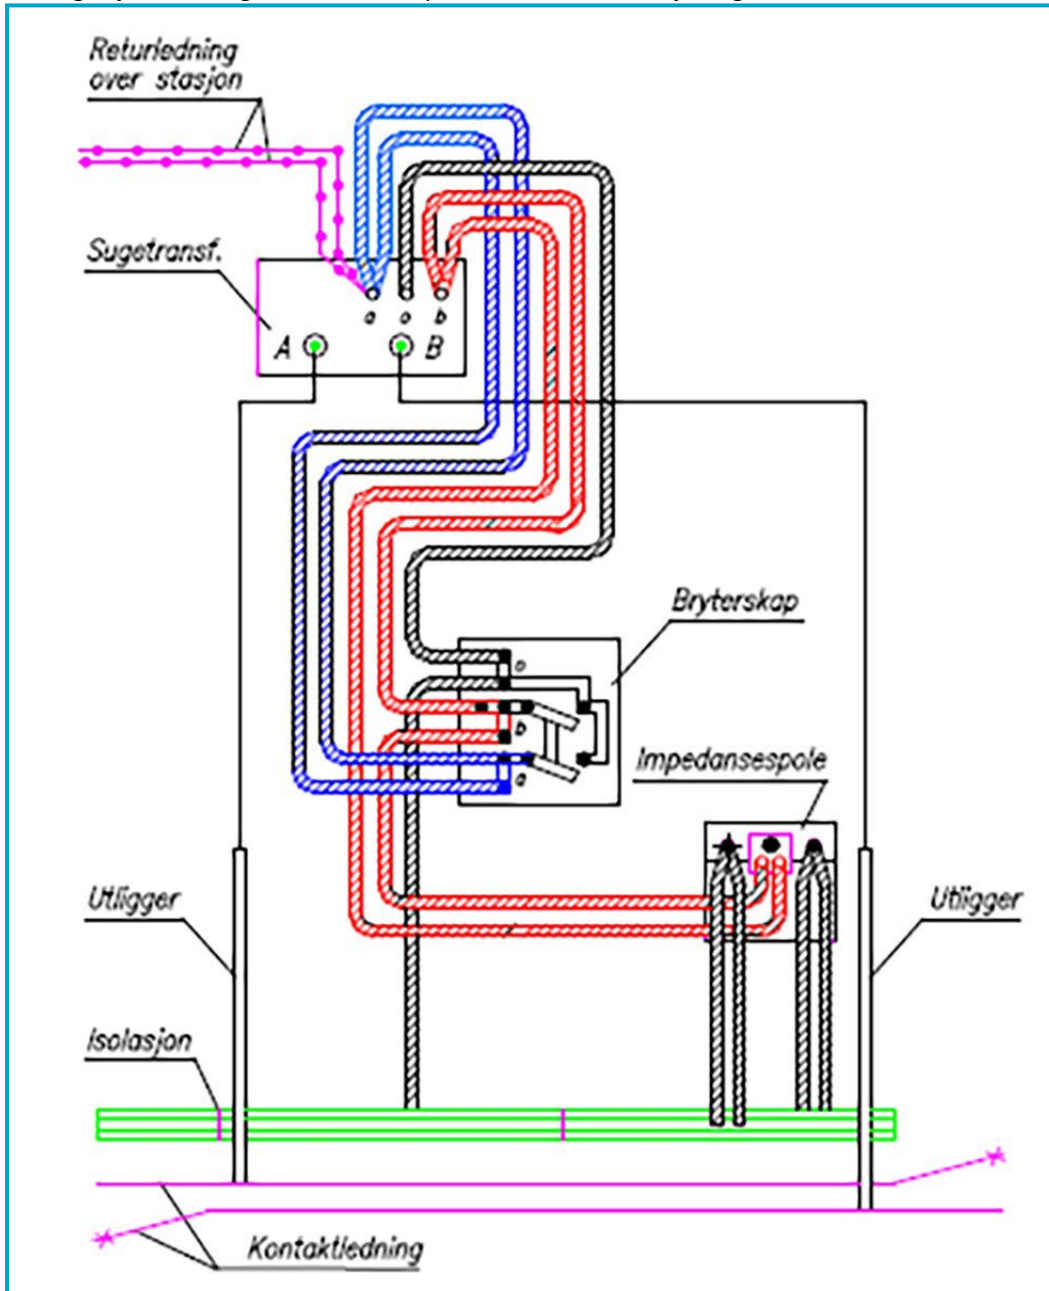 Returledning
over stasjon
Sugetransf.
a o b
A B
Bryterskap
o
b
a
Impedansespole
Utligger
Utligger
Isolasjon
Kontaktledning